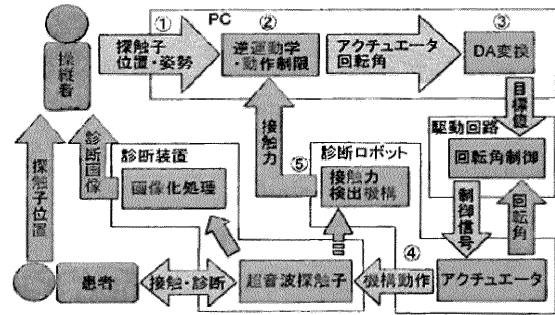 ① PC ② ③
操縦者
探触子
位置・姿勢
逆運動学
・動作制限
アクチュエータ
回転角
DA変換
目標値
駆動回路
回転角制御
制御信号
回転角
探触子位置
診断画像
診断装置
画像化処理
接触力
⑤
診断ロボット
接触力
検出機構
④
患者
接触・診断
超音波探触子
機構動作
アクチュエータ